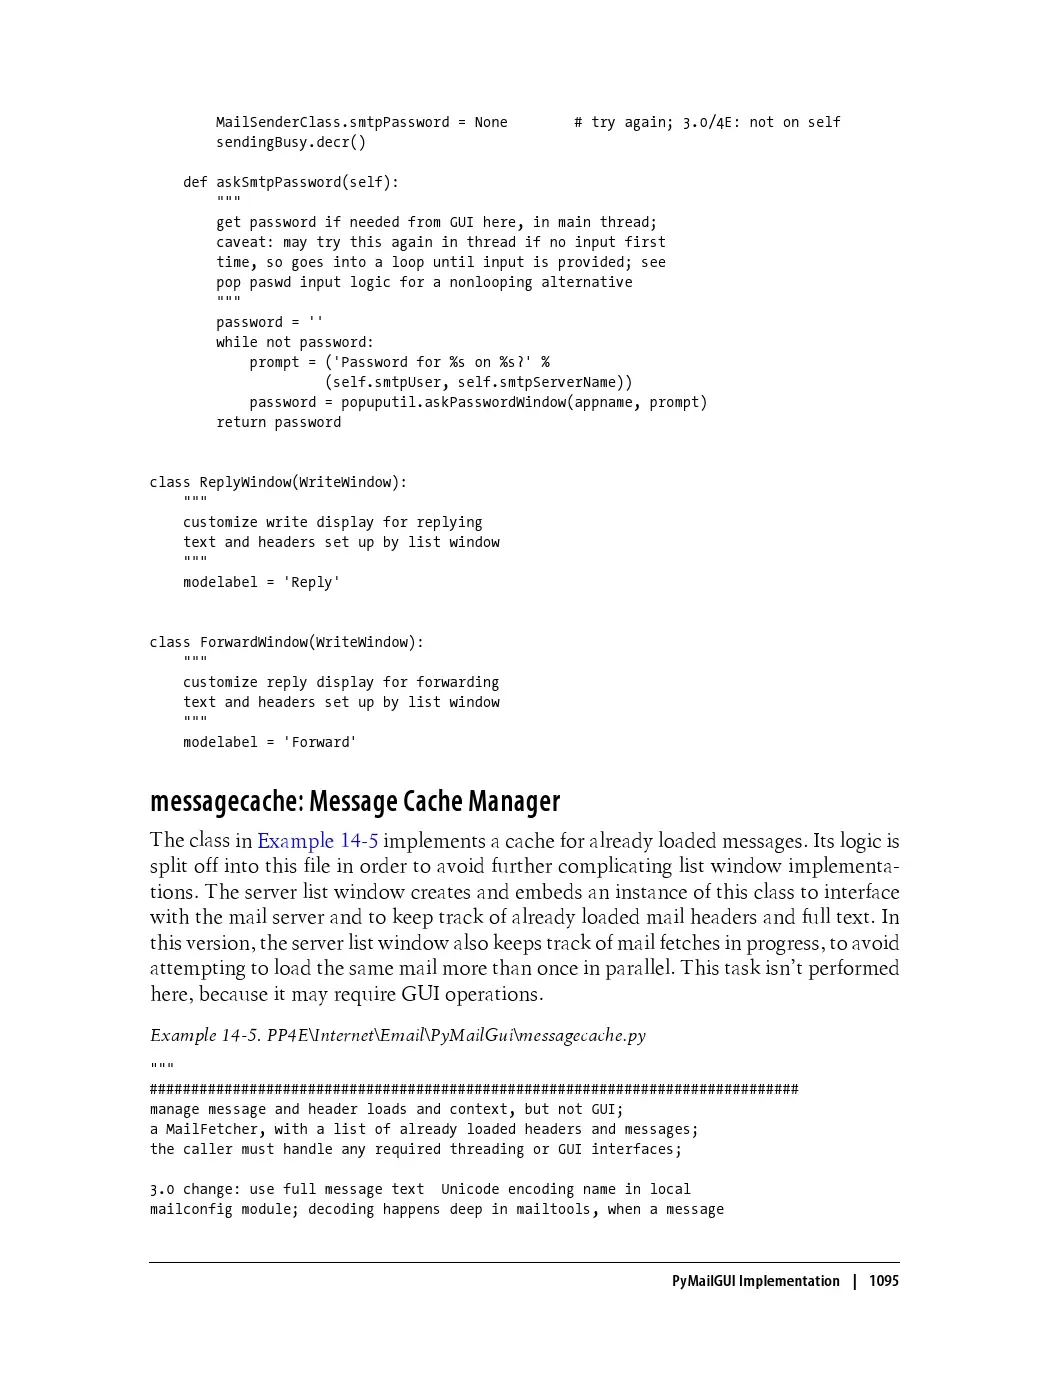 MailSenderClass.smtpPassword = None        # try again; 3.0/4E: not on self
        sendingBusy.decr()

    def askSmtpPassword(self):
        """
        get password if needed from GUI here, in main thread;
        caveat: may try this again in thread if no input first
        time, so goes into a loop until input is provided; see
        pop paswd input logic for a nonlooping alternative
        """
        password = ''
        while not password:
            prompt = ('Password for %s on %s?' %
                     (self.smtpUser, self.smtpServerName))
            password = popuputil.askPasswordWindow(appname, prompt)
        return password


class ReplyWindow(WriteWindow):
    """
    customize write display for replying
    text and headers set up by list window
    """
    modelabel = 'Reply'


class ForwardWindow(WriteWindow):
    """
    customize reply display for forwarding
    text and headers set up by list window
    """
    modelabel = 'Forward'

messagecache: Message Cache Manager
The class in Example 14-5 implements a cache for already loaded messages. Its logic is
split off into this file in order to avoid further complicating list window implementa-
tions. The server list window creates and embeds an instance of this class to interface
with the mail server and to keep track of already loaded mail headers and full text. In
this version, the server list window also keeps track of mail fetches in progress, to avoid
attempting to load the same mail more than once in parallel. This task isn't performed
here, because it may require GUI operations.

Example 14-5. PP4E\Internet\Email\PyMailGui\messagecache.py

"""
##############################################################################
manage message and header loads and context, but not GUI;
a MailFetcher, with a list of already loaded headers and messages;
the caller must handle any required threading or GUI interfaces;

3.0 change: use full message text  Unicode encoding name in local
mailconfig module; decoding happens deep in mailtools, when a message

PyMailGUI Implementation | 1095